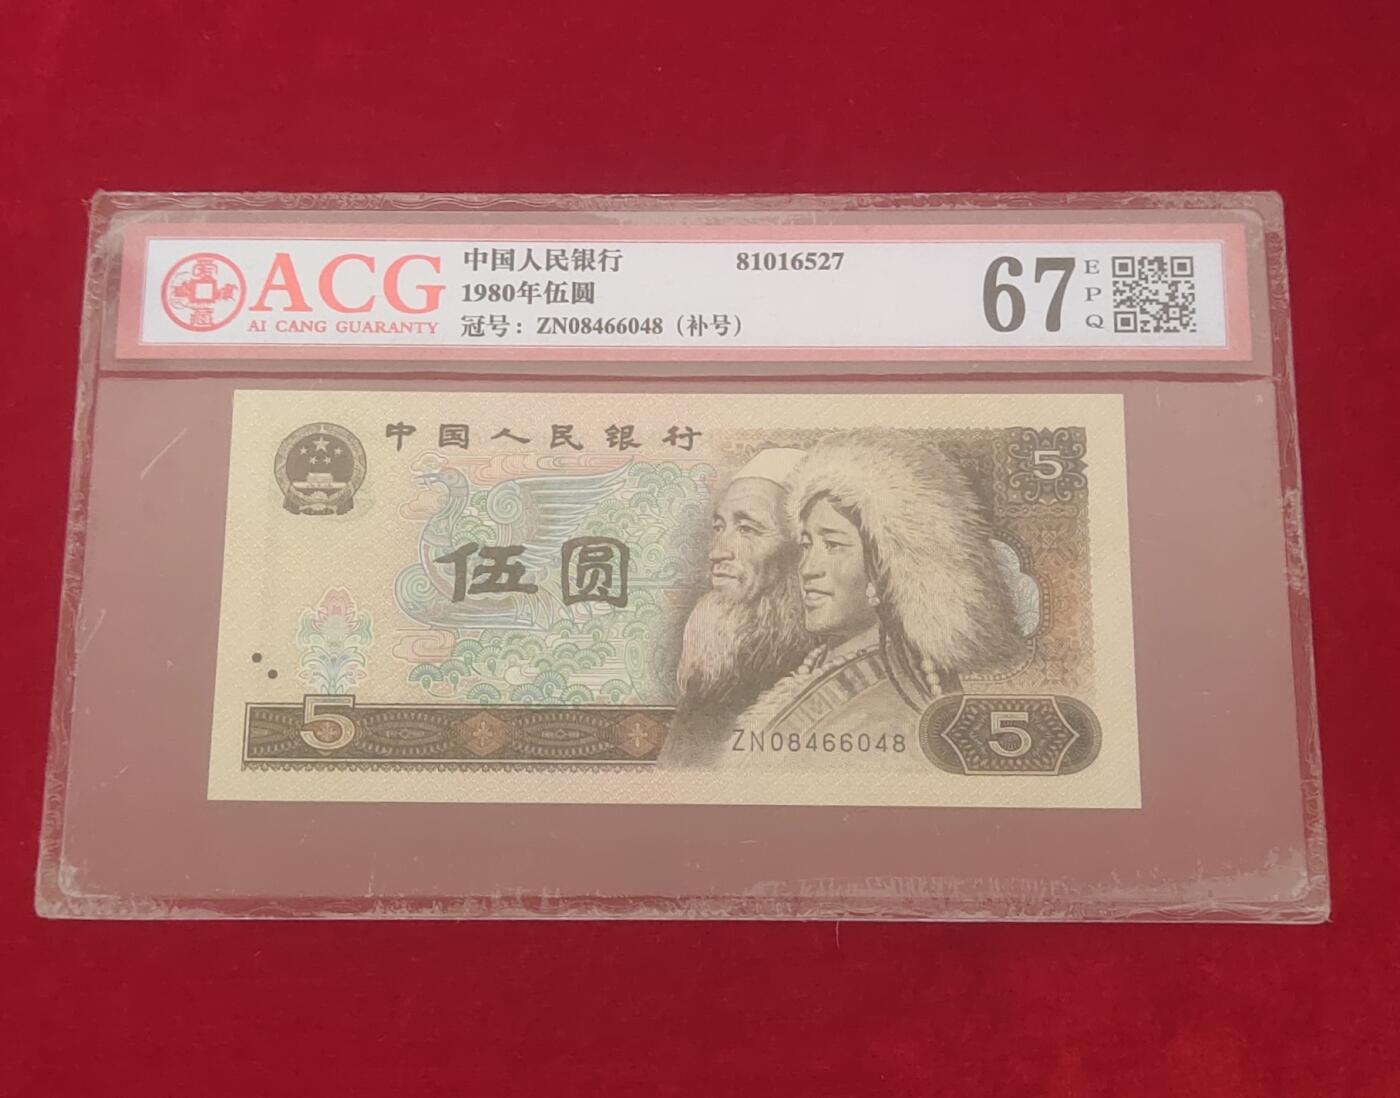 ACG
AI CANG GUARANTY
中国人民银行 81016527
1980年伍圆
冠号：ZN08466048（补号）
67 EPQ
中国人民银行
5
伍圆
5
ZN08466048
5